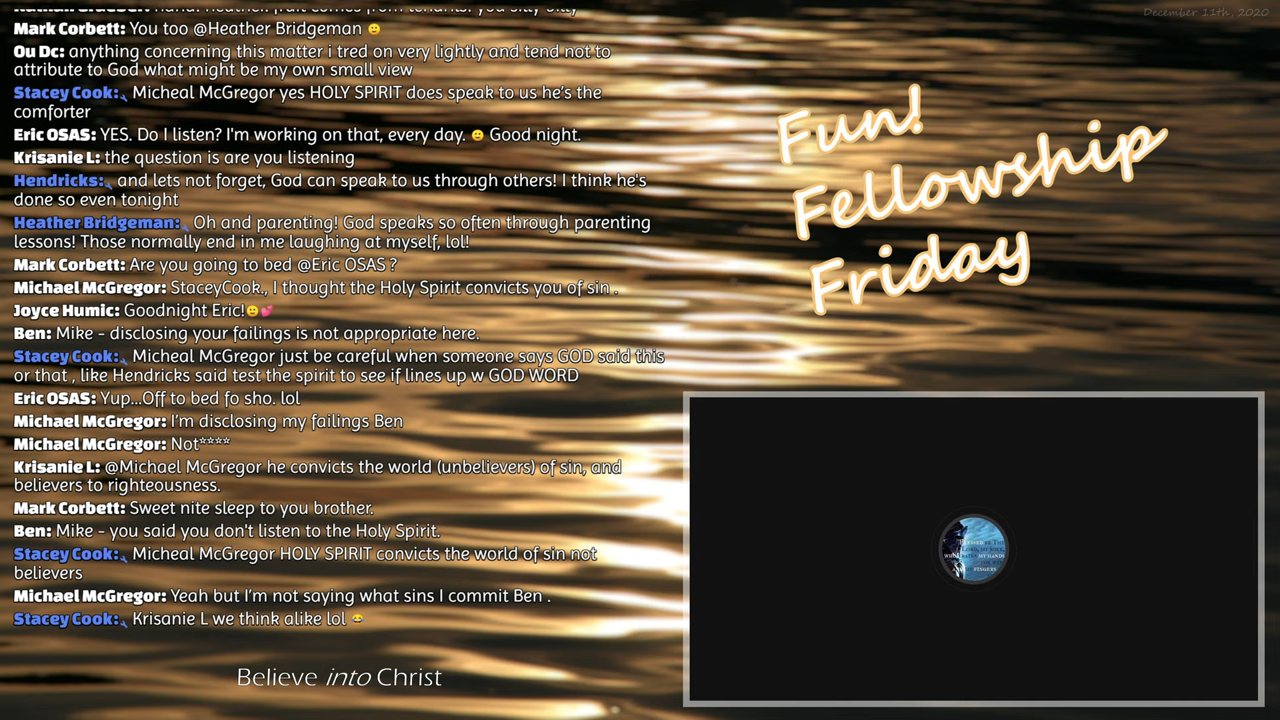 Mark Corbett: You too @Heather Bridgeman 🙂
Ou Dc: anything concerning this matter i tred on very lightly and tend not to
attribute to God what might be my own small view
Stacey Cook: Micheal McGregor yes HOLY SPIRIT does speak to us he's the
comforter
Eric OSAS: YES. Do I listen? I'm working on that, every day. 🙂 Good night.
Krisanie L: the question is are you listening
Hendricks: and lets not forget, God can speak to us through others! I think he's
done so even tonight
Heather Bridgeman: Oh and parenting! God speaks so often through parenting
lessons! Those normally end in me laughing at myself, lol!
Mark Corbett: Are you going to bed @Eric OSAS ?
Michael McGregor: StaceyCook., I thought the Holy Spirit convicts you of sin .
Joyce Humic: Goodnight Eric!🙂💕
Ben: Mike - disclosing your failings is not appropriate here.
Stacey Cook: Micheal McGregor just be careful when someone says GOD said this
or that , like Hendricks said test the spirit to see if lines up w GOD WORD
Eric OSAS: Yup...Off to bed fo sho. lol
Michael McGregor: I'm disclosing my failings Ben
Michael McGregor: Not****
Krisanie L: @Michael McGregor he convicts the world (unbelievers) of sin, and
believers to righteousness.
Mark Corbett: Sweet nite sleep to you brother.
Ben: Mike - you said you don't listen to the Holy Spirit.
Stacey Cook: Micheal McGregor HOLY SPIRIT convicts the world of sin not
believers
Michael McGregor: Yeah but I'm not saying what sins I commit Ben .
Stacey Cook: Krisanie L we think alike lol 😂
Believe into Christ
December 11th, 2020
Fun!
Fellowship
Friday
MY HANDS
FINGERS